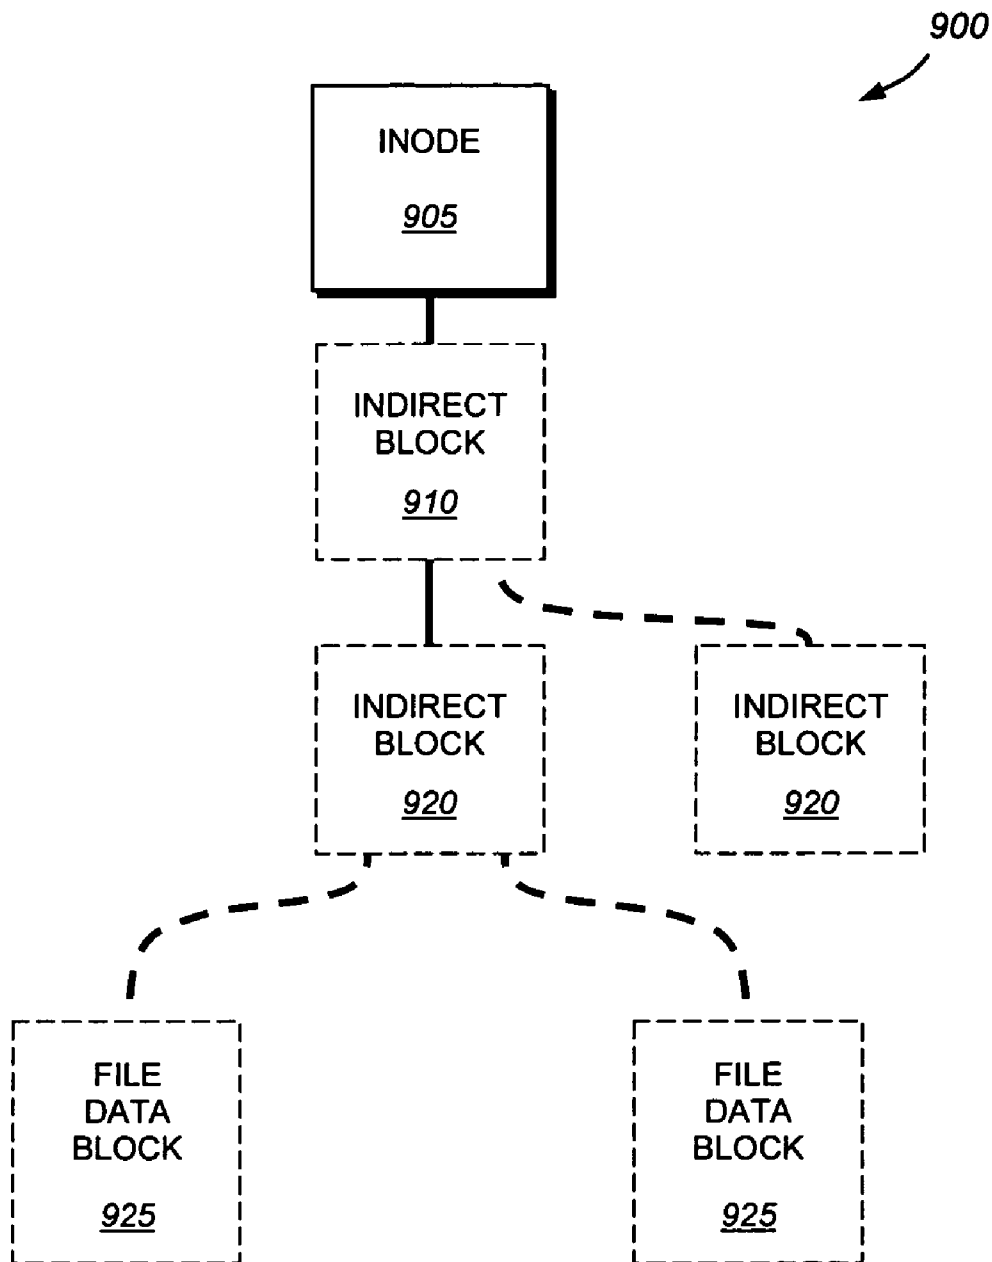 900
INODE
905
INDIRECT
BLOCK
910
INDIRECT
BLOCK
920
INDIRECT
BLOCK
920
FILE
DATA
BLOCK
925
FILE
DATA
BLOCK
925